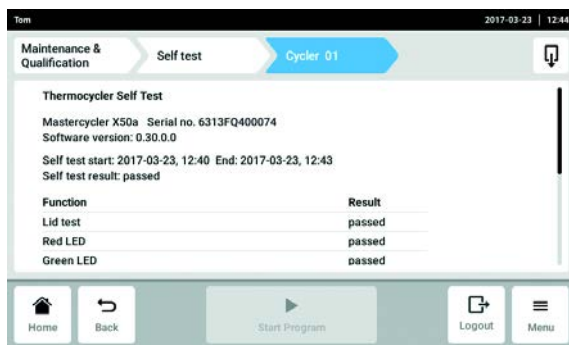 Tom 2017-03-23 | 12:44
Maintenance &
Qualification
Self test
Cycler 01
Thermocycler Self Test
Mastercycler X50a Serial no. 6313FQ400074
Software version: 0.30.0.0
Self test start: 2017-03-23, 12:40 End: 2017-03-23, 12:43
Self test result: passed
Function Result
Lid test passed
Red LED passed
Green LED passed
Home
Back
Start Program
Logout
Menu